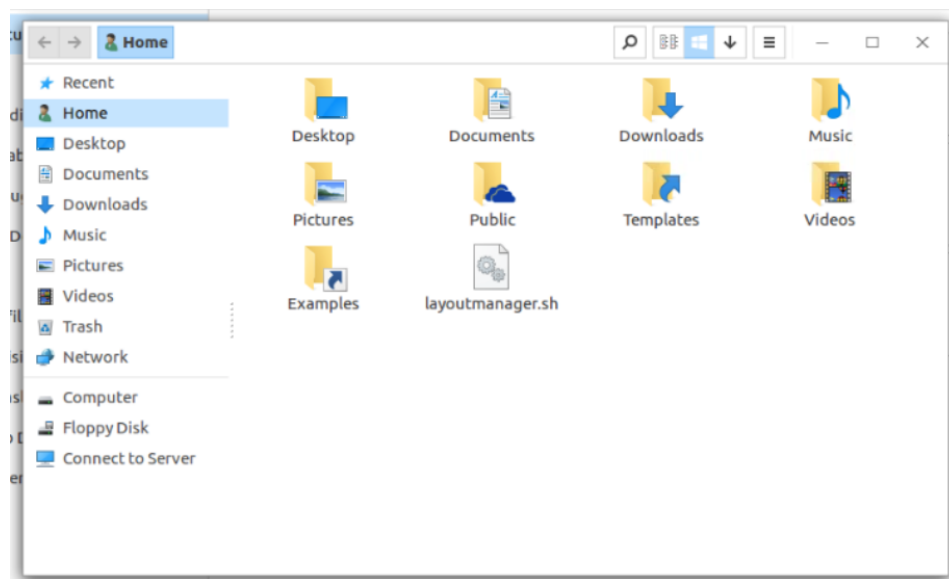 Home
Recent
Home
Desktop
Documents
Downloads
Music
Pictures
Videos
Trash
Network
Computer
Floppy Disk
Connect to Server
Desktop Documents Downloads Music
Pictures Public Templates Videos
Examples layoutmanager.sh